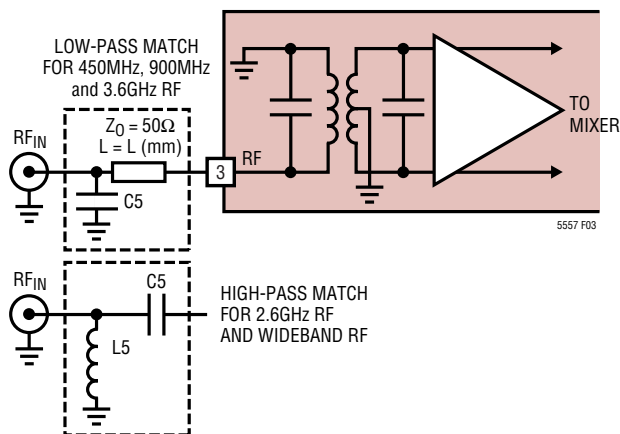 LOW-PASS MATCH
FOR 450MHz, 900MHz
and 3.6GHz RF
Z0 = 50Ω
L = L (mm)
RFIN
C5
3
RF
TO
MIXER
5557 F03
RFIN
C5
L5
HIGH-PASS MATCH
FOR 2.6GHz RF
AND WIDEBAND RF